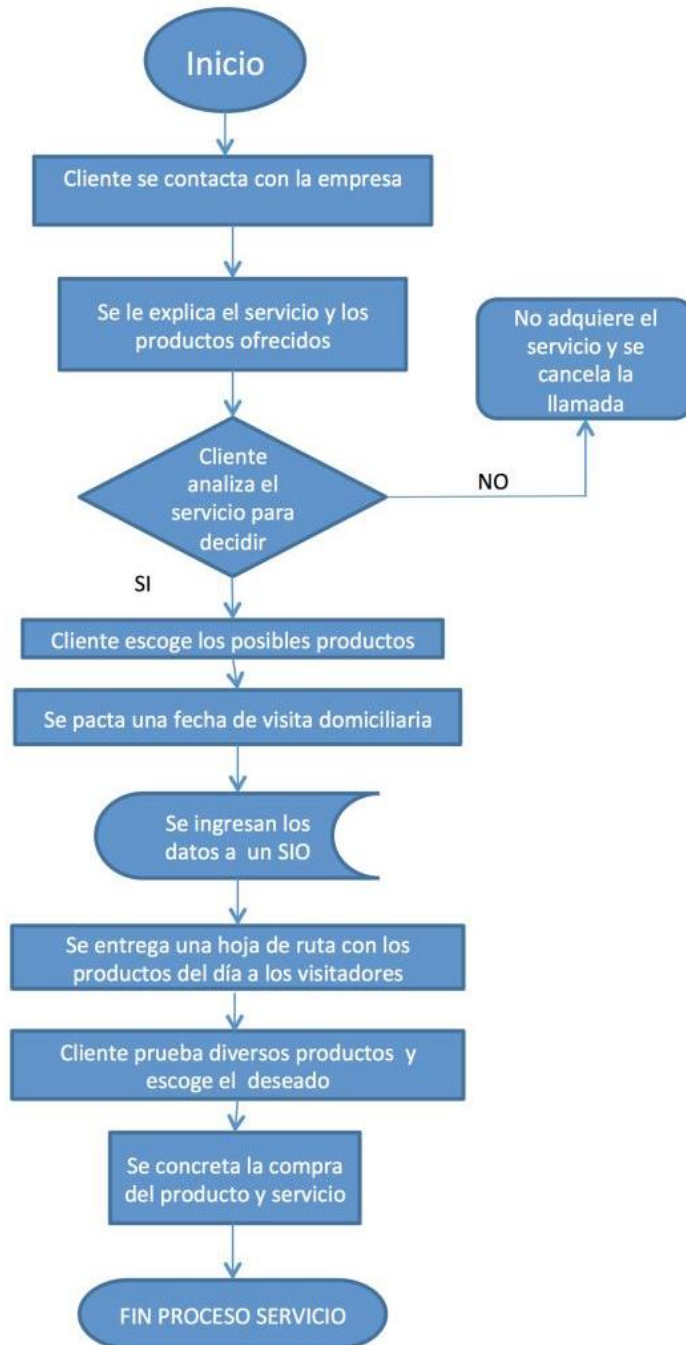 Inicio
Cliente se contacta con la empresa
Se le explica el servicio y los
productos ofrecidos
No adquiere el
servicio y se
cancela la
llamada
Cliente
analiza el
servicio para
decidir
NO
SI
Cliente escoge los posibles productos
Se pacta una fecha de visita domiciliaria
Se ingresan los
datos a un SIO
Se entrega una hoja de ruta con los
productos del día a los visitadores
Cliente prueba diversos productos y
escoge el deseado
Se concreta la compra
del producto y servicio
FIN PROCESO SERVICIO